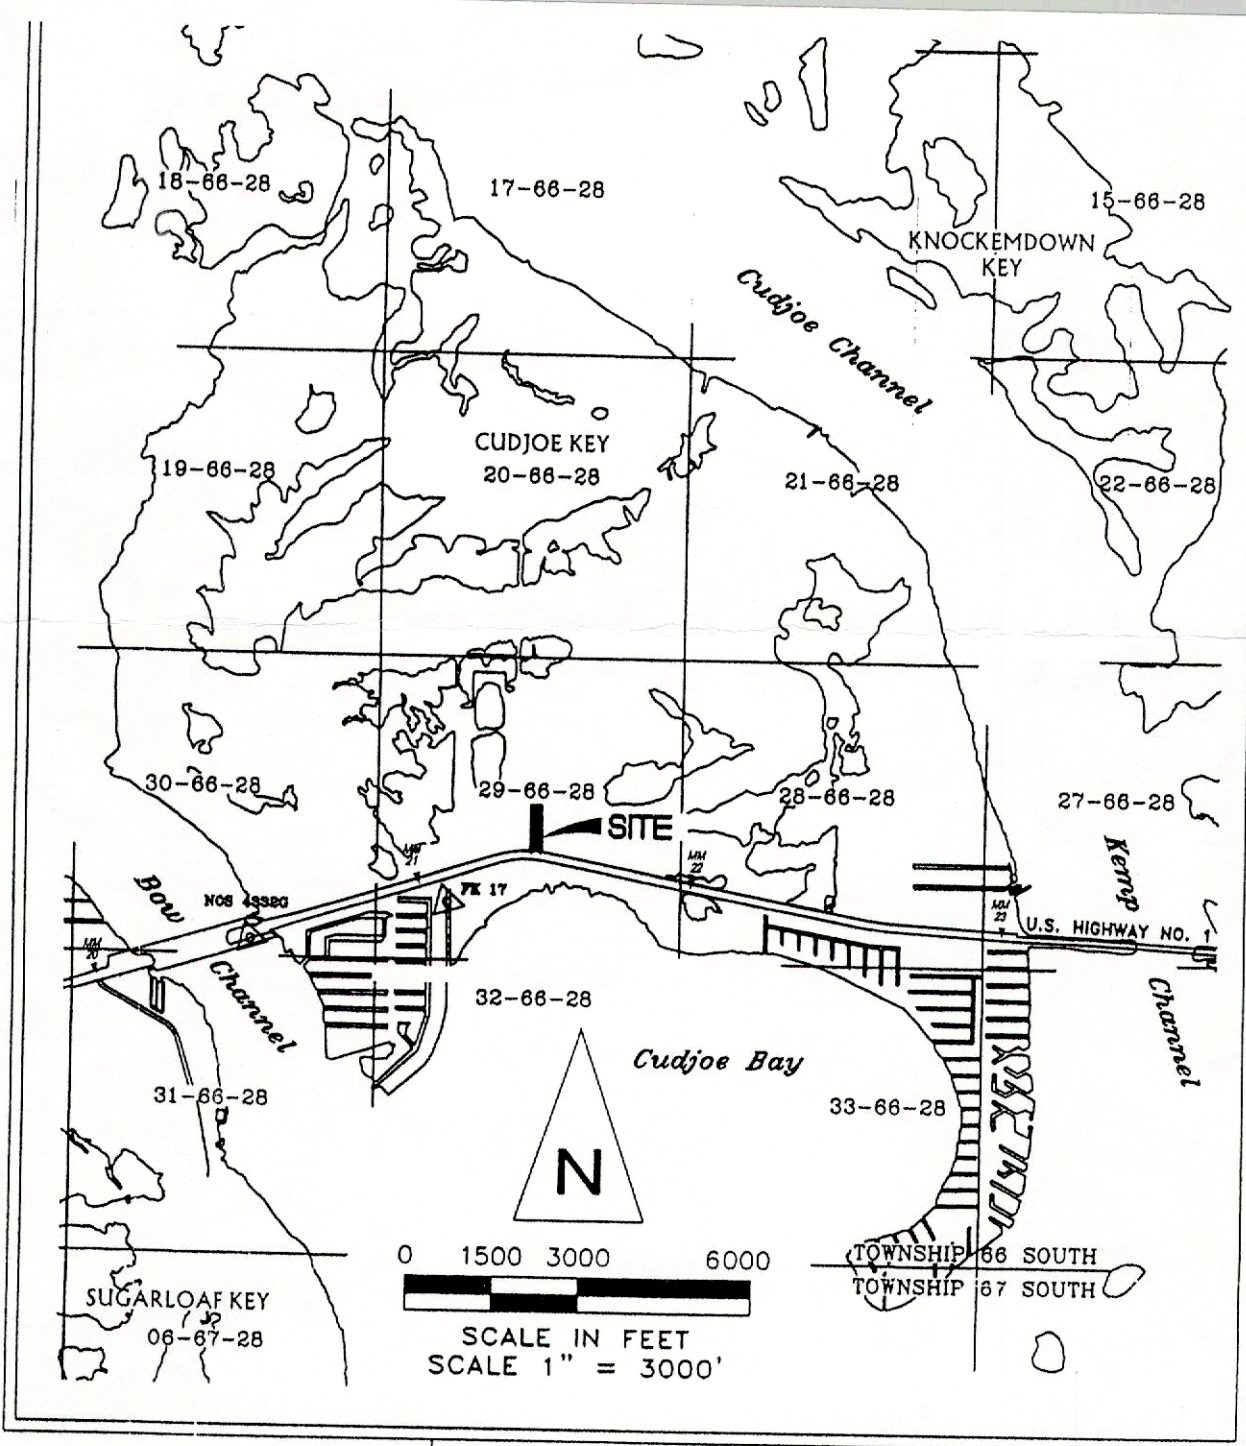 18-66-28
17-66-28
15-66-28
KNOCKEMDOWN
KEY
Cudjoe Channel
CUDJOE KEY
19-66-28
20-66-28
21-66-28
22-66-28
30-66-28
29-66-28
28-66-28
27-66-28
SITE
MM
21
MM
22
Bow
Channel
NOS 4332G
PK 17
Kemp
Channel
MM
23
U.S. HIGHWAY NO. 1
MM
20
32-66-28
Cudjoe Bay
31-66-28
33-66-28
N
0 1500 3000 6000
SCALE IN FEET
SCALE 1" = 3000'
TOWNSHIP 66 SOUTH
TOWNSHIP 67 SOUTH
SUGARLOAF KEY
06-67-28